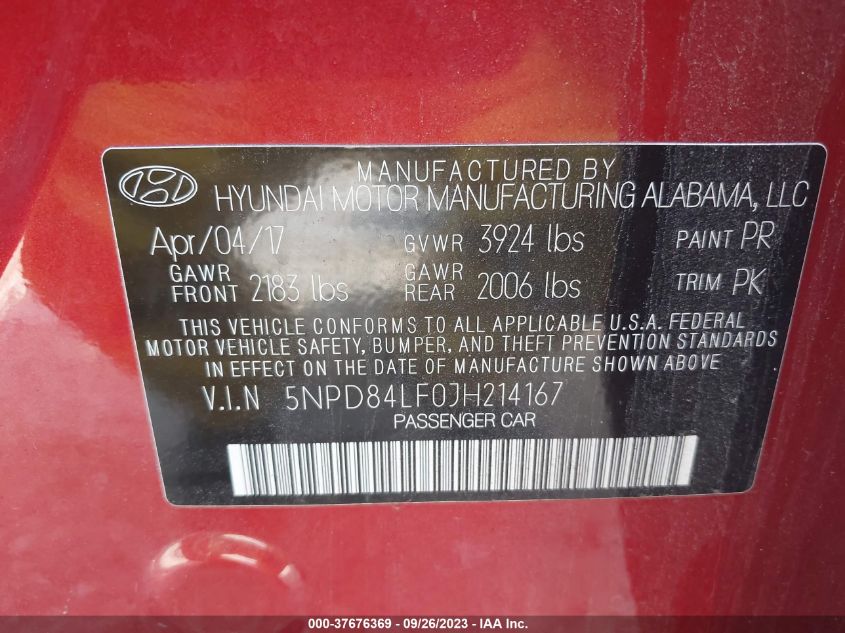 MANUFACTURED BY
HYUNDAI MOTOR MANUFACTURING ALABAMA, LLC
Apr/04/17 GVWR 3924 lbs PAINT PR
GAWR FRONT 2183 lbs GAWR REAR 2006 lbs TRIM PK
THIS VEHICLE CONFORMS TO ALL APPLICABLE U.S.A. FEDERAL
MOTOR VEHICLE SAFETY, BUMPER, AND THEFT PREVENTION STANDARDS
IN EFFECT ON THE DATE OF MANUFACTURE SHOWN ABOVE.
V.I.N 5NPD84LF0JH214167
PASSENGER CAR
000-37676369 - 09/26/2023 - IAA Inc.